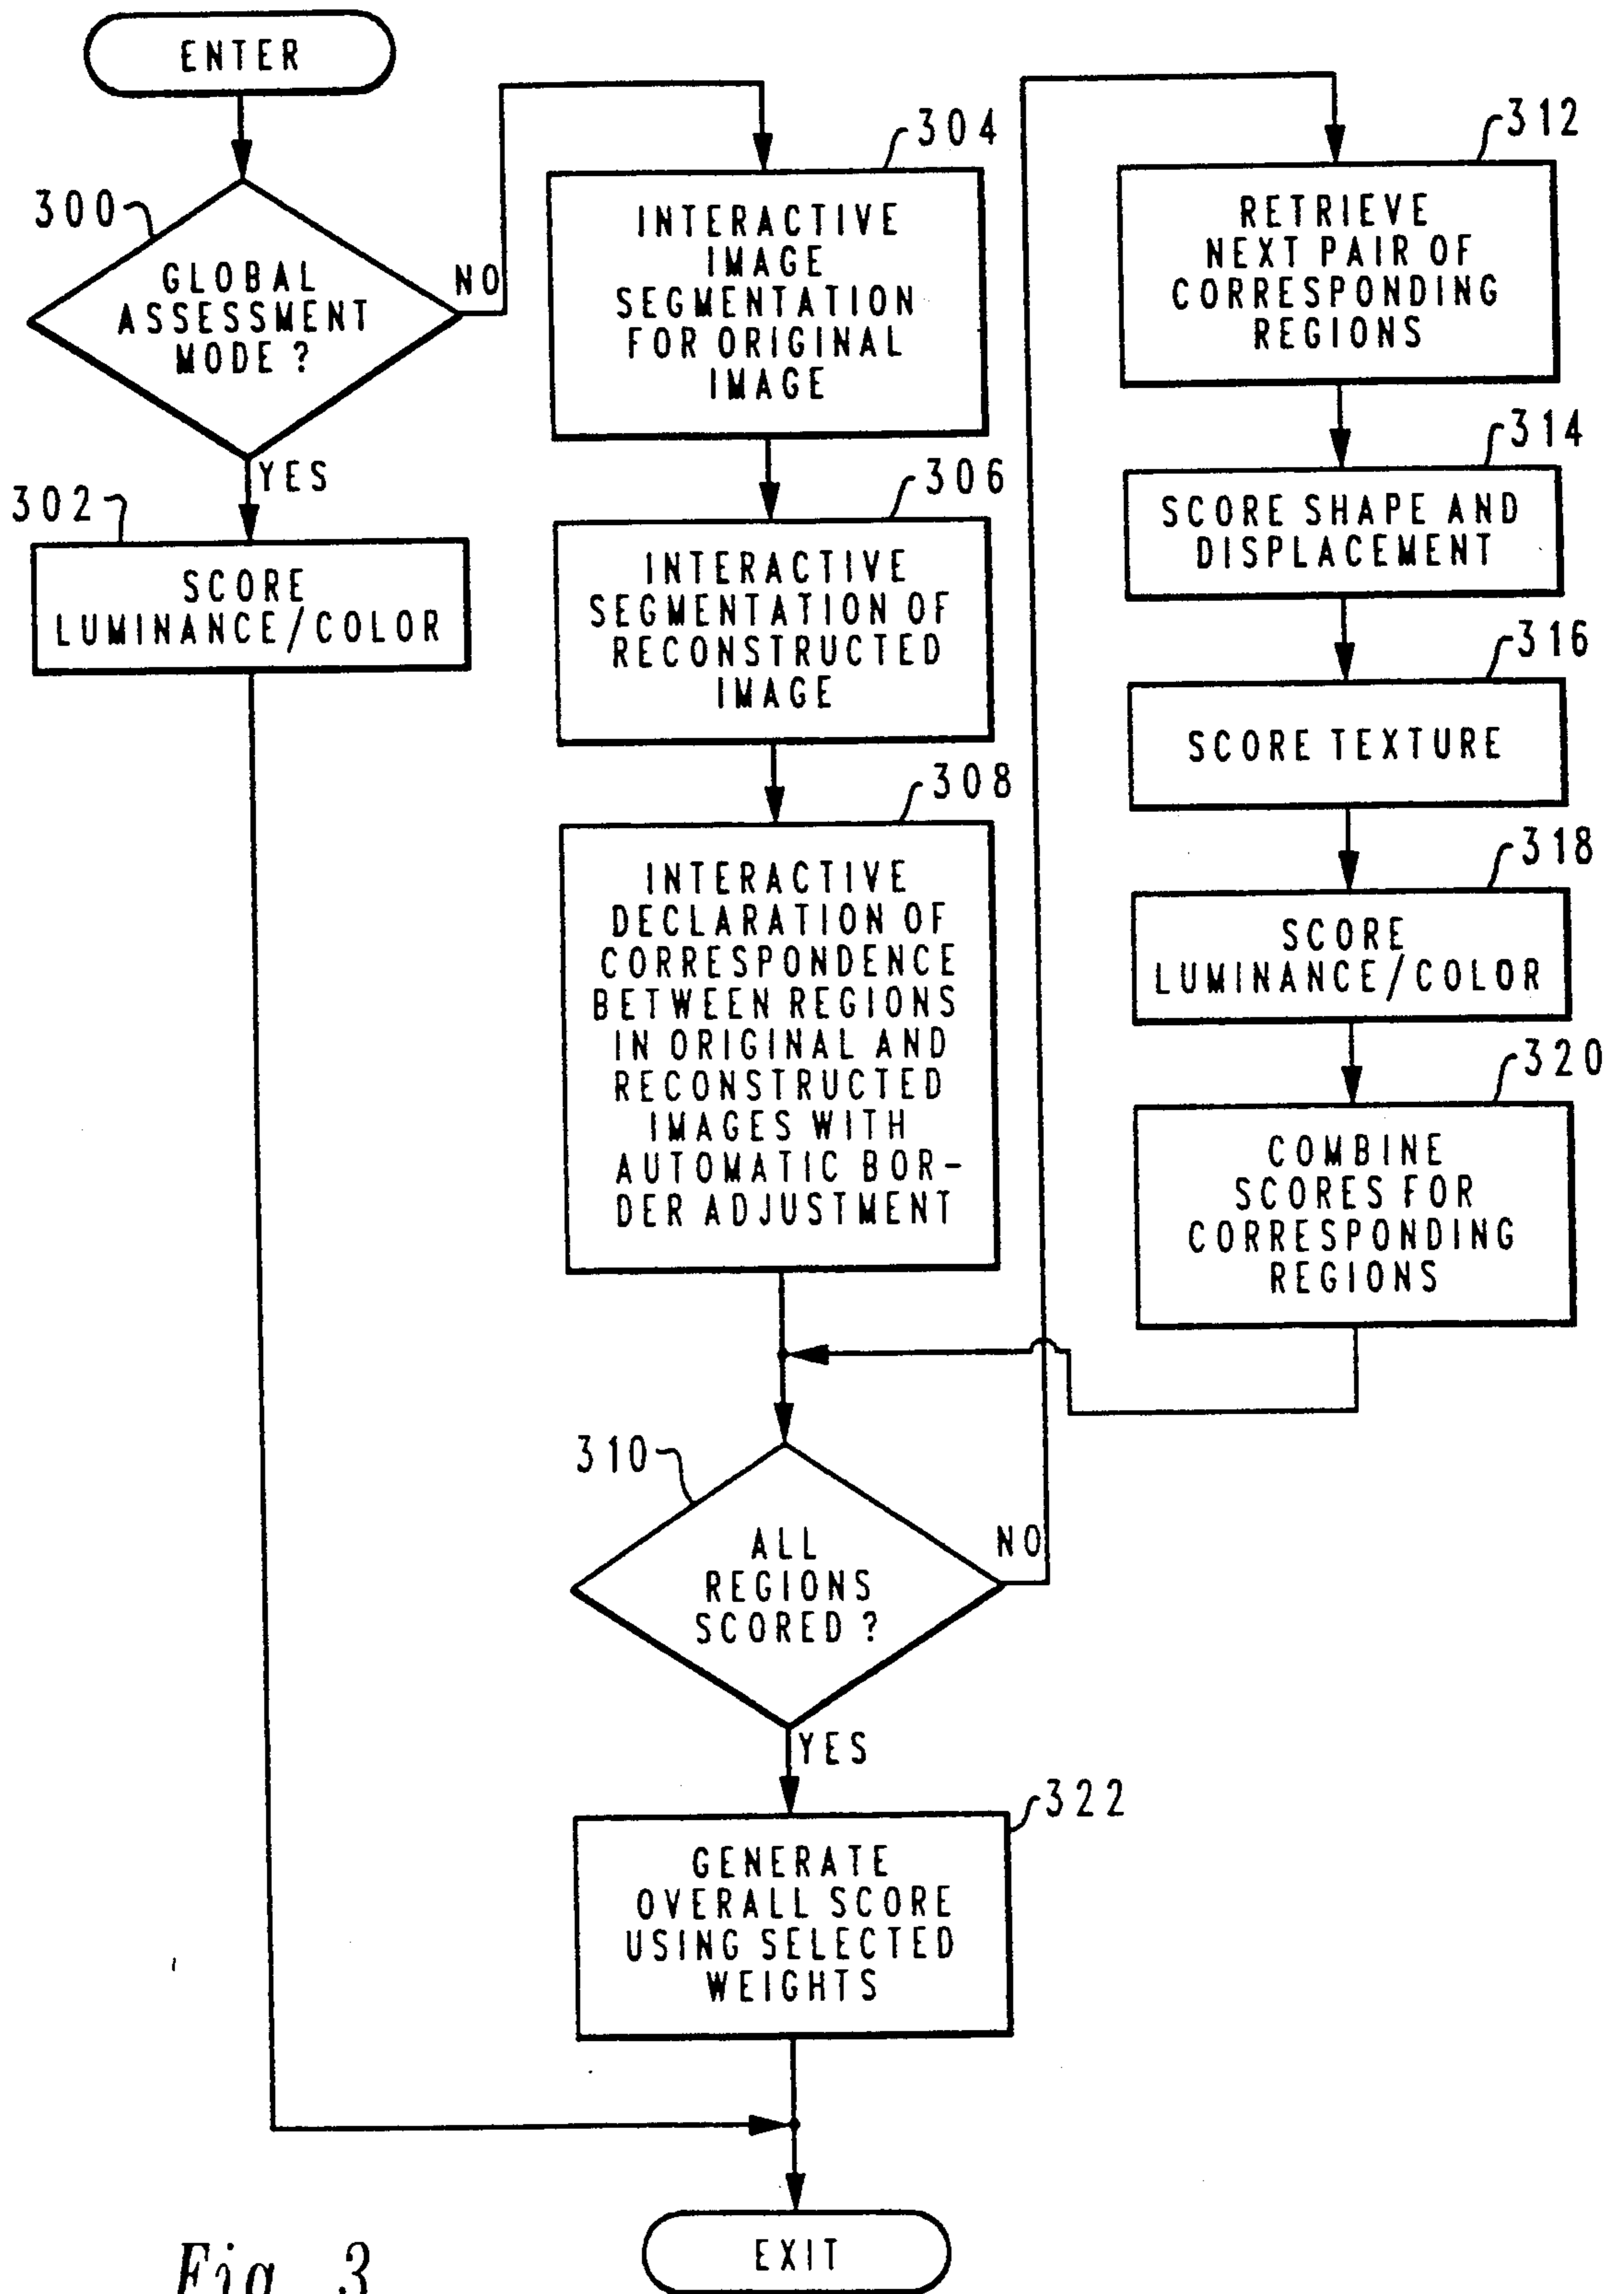 ENTER
300
GLOBAL
ASSESSMENT
MODE ?
NO
YES
302
SCORE
LUMINANCE/COLOR
304
INTERACTIVE
IMAGE
SEGMENTATION
FOR ORIGINAL
IMAGE
306
INTERACTIVE
SEGMENTATION OF
RECONSTRUCTED
IMAGE
308
INTERACTIVE
DECLARATION OF
CORRESPONDENCE
BETWEEN REGIONS
IN ORIGINAL AND
RECONSTRUCTED
IMAGES WITH
AUTOMATIC BOR-
DER ADJUSTMENT
310
ALL
REGIONS
SCORED ?
NO
YES
312
RETRIEVE
NEXT PAIR OF
CORRESPONDING
REGIONS
314
SCORE SHAPE AND
DISPLACEMENT
316
SCORE TEXTURE
318
SCORE
LUMINANCE/COLOR
320
COMBINE
SCORES FOR
CORRESPONDING
REGIONS
322
GENERATE
OVERALL SCORE
USING SELECTED
WEIGHTS
EXIT
Fig. 3